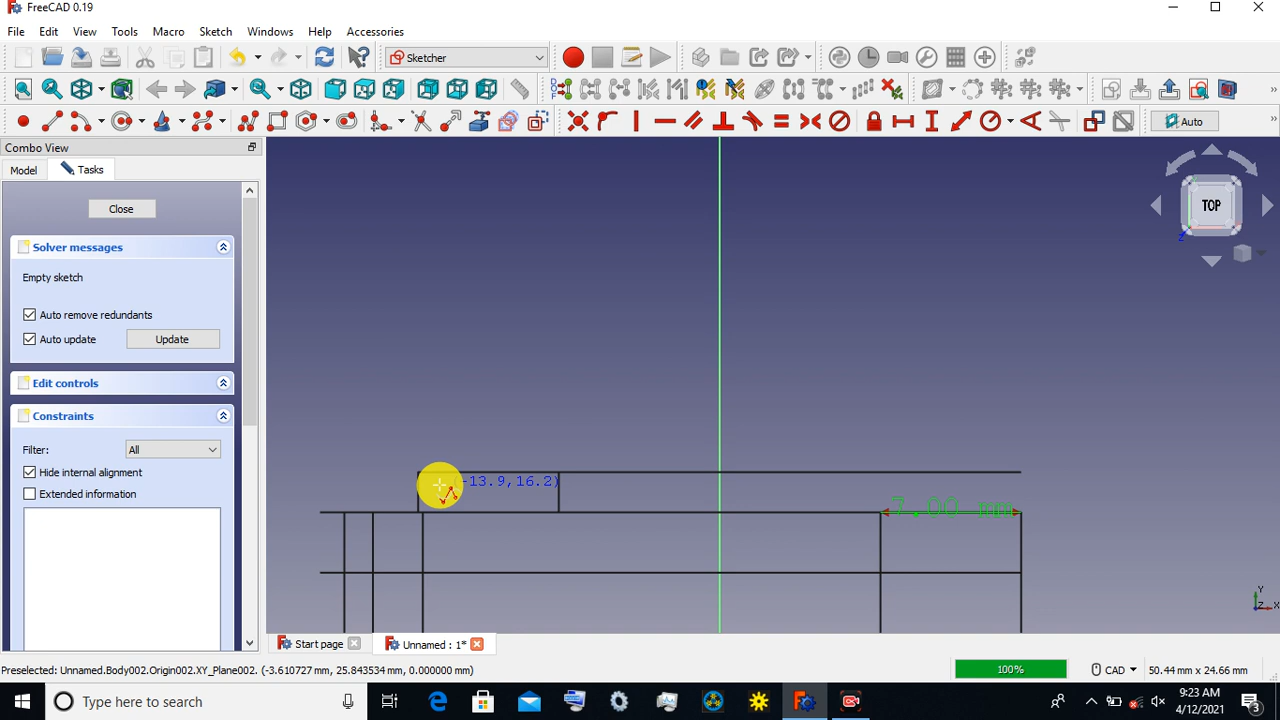 FreeCAD 0.19
File Edit View Tools Macro Sketch Windows Help Accessories
Sketcher
Auto
Combo View
Model Tasks
Close
Solver messages
Empty sketch
Auto remove redundants
Auto update Update
Edit controls
Constraints
Filter: All
Hide internal alignment
Extended information
TOP
(-13.9,16.2)
7.00 mm
Y
Z X
Start page Unnamed : 1*
Preselected: Unnamed.Body002.Origin002.XY_Plane002. (-3.610727 mm, 25.843534 mm, 0.000000 mm) 100% CAD 50.44 mm x 24.66 mm
Type here to search
9:23 AM
4/12/2021
3